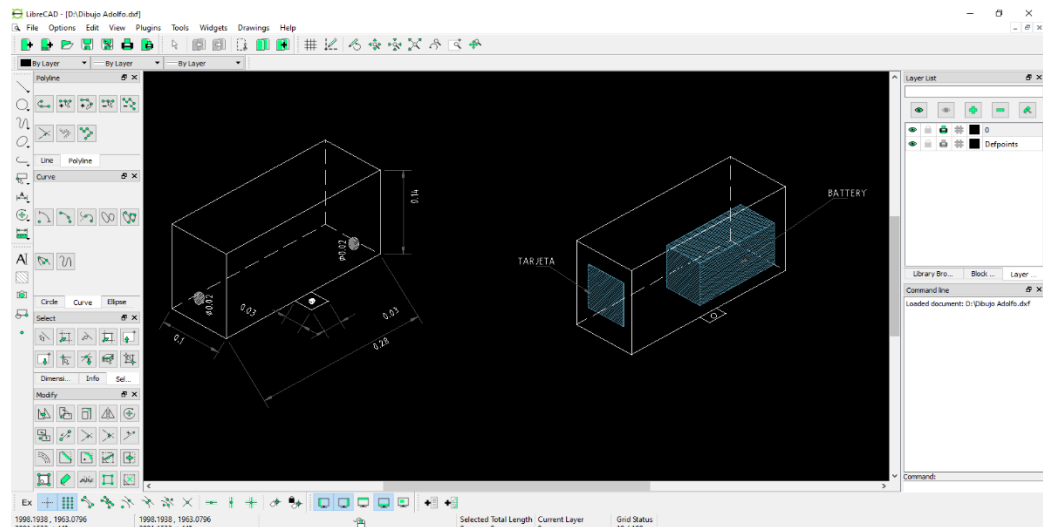 LibreCAD - [D:\Dibujo Adolfo.dxf]
File Options Edit View Plugins Tools Widgets Drawings Help
By Layer By Layer By Layer
Polyline
Line Polyline
Curve
Circle Curve Ellipse
Select
Dimensi... Info Sel...
Modify
0.14
ø0.02
ø0.02
0.03
0.03
0.1
0.28
BATTERY
TARJETA
Layer List
0
Defpoints
Library Bro... Block ... Layer ...
Command line
Loaded document: D:\Dibujo Adolfo.dxf
Command:
Ex
1998.1938 , 1963.0796 1998.1938 , 1963.0796 Selected Total Length Current Layer Grid Status